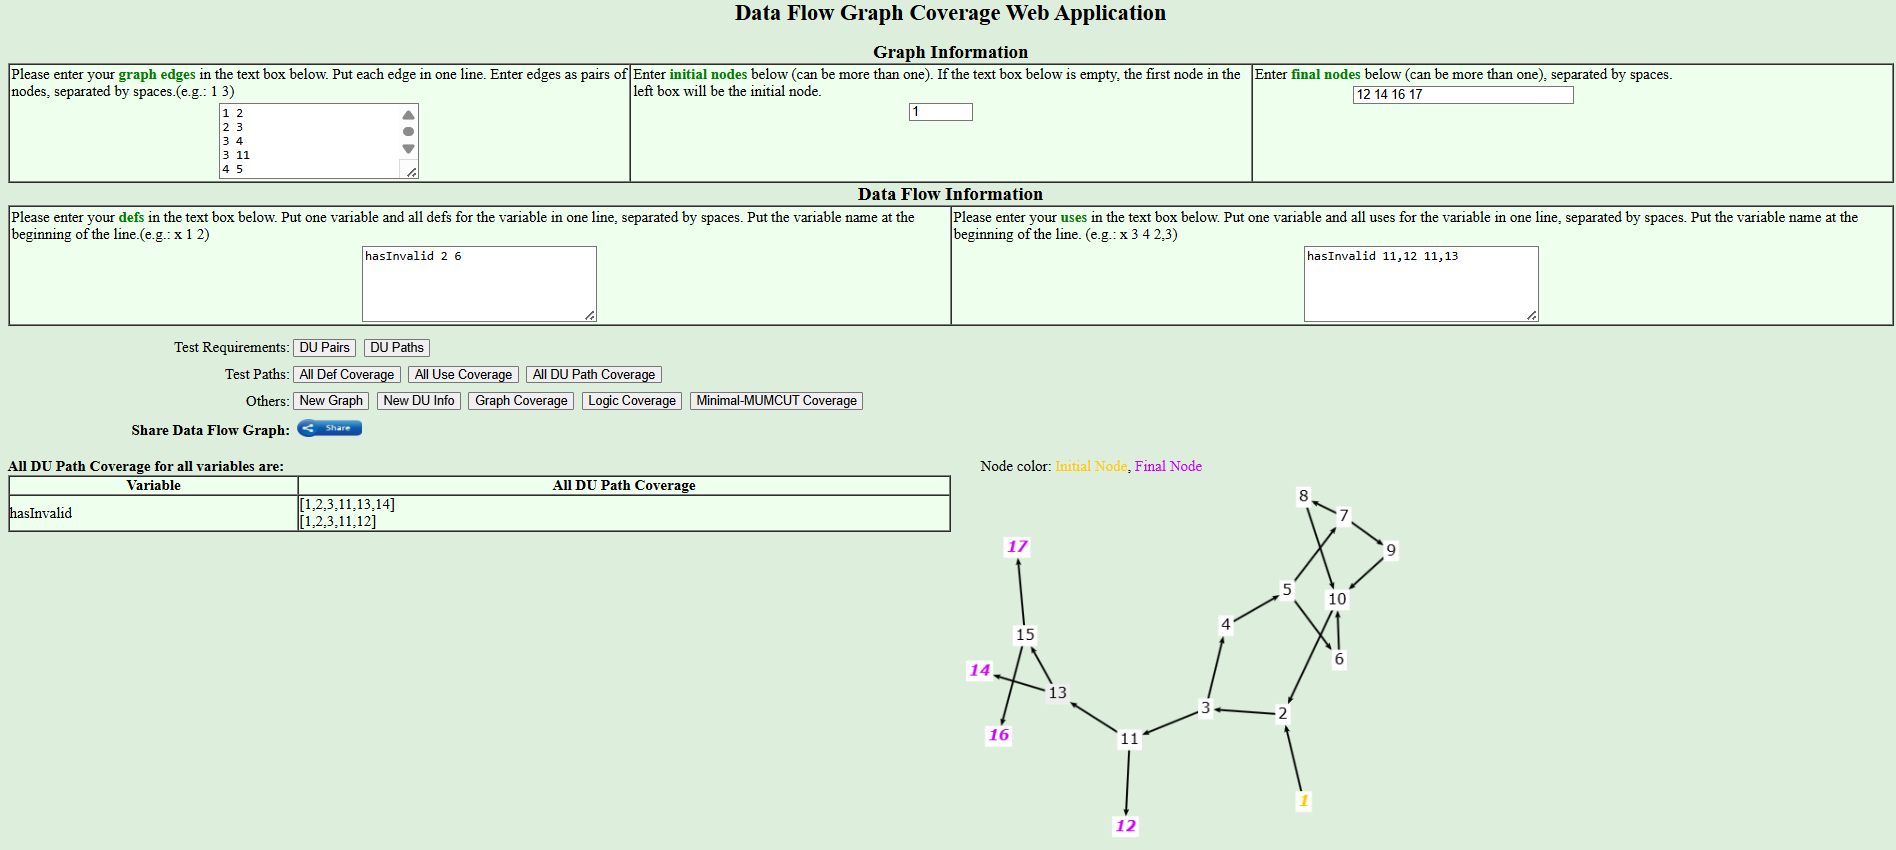 Data Flow Graph Coverage Web Application
Graph Information
Please enter your graph edges in the text box below. Put each edge in one line. Enter edges as pairs of
nodes, separated by spaces.(e.g.: 1 3)
1 2
2 3
3 4
3 11
4 5
Enter initial nodes below (can be more than one). If the text box below is empty, the first node in the
left box will be the initial node.
1
Enter final nodes below (can be more than one), separated by spaces.
12 14 16 17
Data Flow Information
Please enter your defs in the text box below. Put one variable and all defs for the variable in one line, separated by spaces. Put the variable name at the
beginning of the line.(e.g.: x 1 2)
hasInvalid 2 6
Please enter your uses in the text box below. Put one variable and all uses for the variable in one line, separated by spaces. Put the variable name at the
beginning of the line. (e.g.: x 3 4 2,3)
hasInvalid 11,12 11,13
Test Requirements: DU Pairs DU Paths
Test Paths: All Def Coverage All Use Coverage All DU Path Coverage
Others: New Graph New DU Info Graph Coverage Logic Coverage Minimal-MUMCUT Coverage
Share Data Flow Graph: Share
All DU Path Coverage for all variables are:
Variable All DU Path Coverage
hasInvalid
[1,2,3,11,13,14]
[1,2,3,11,12]
Node color: Initial Node, Final Node
8
7
17
9
5
10
4
15
6
14
13
3
2
16
11
1
12